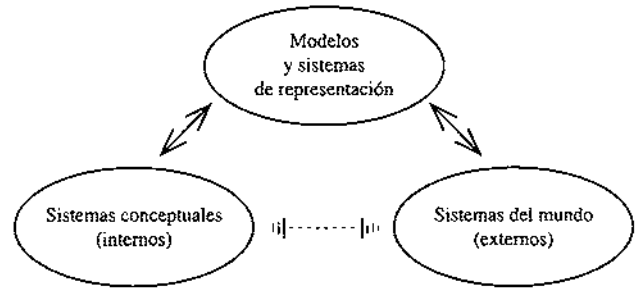 Modelos
y sistemas
de representación
Sistemas conceptuales
(internos)
Sistemas del mundo
(externos)